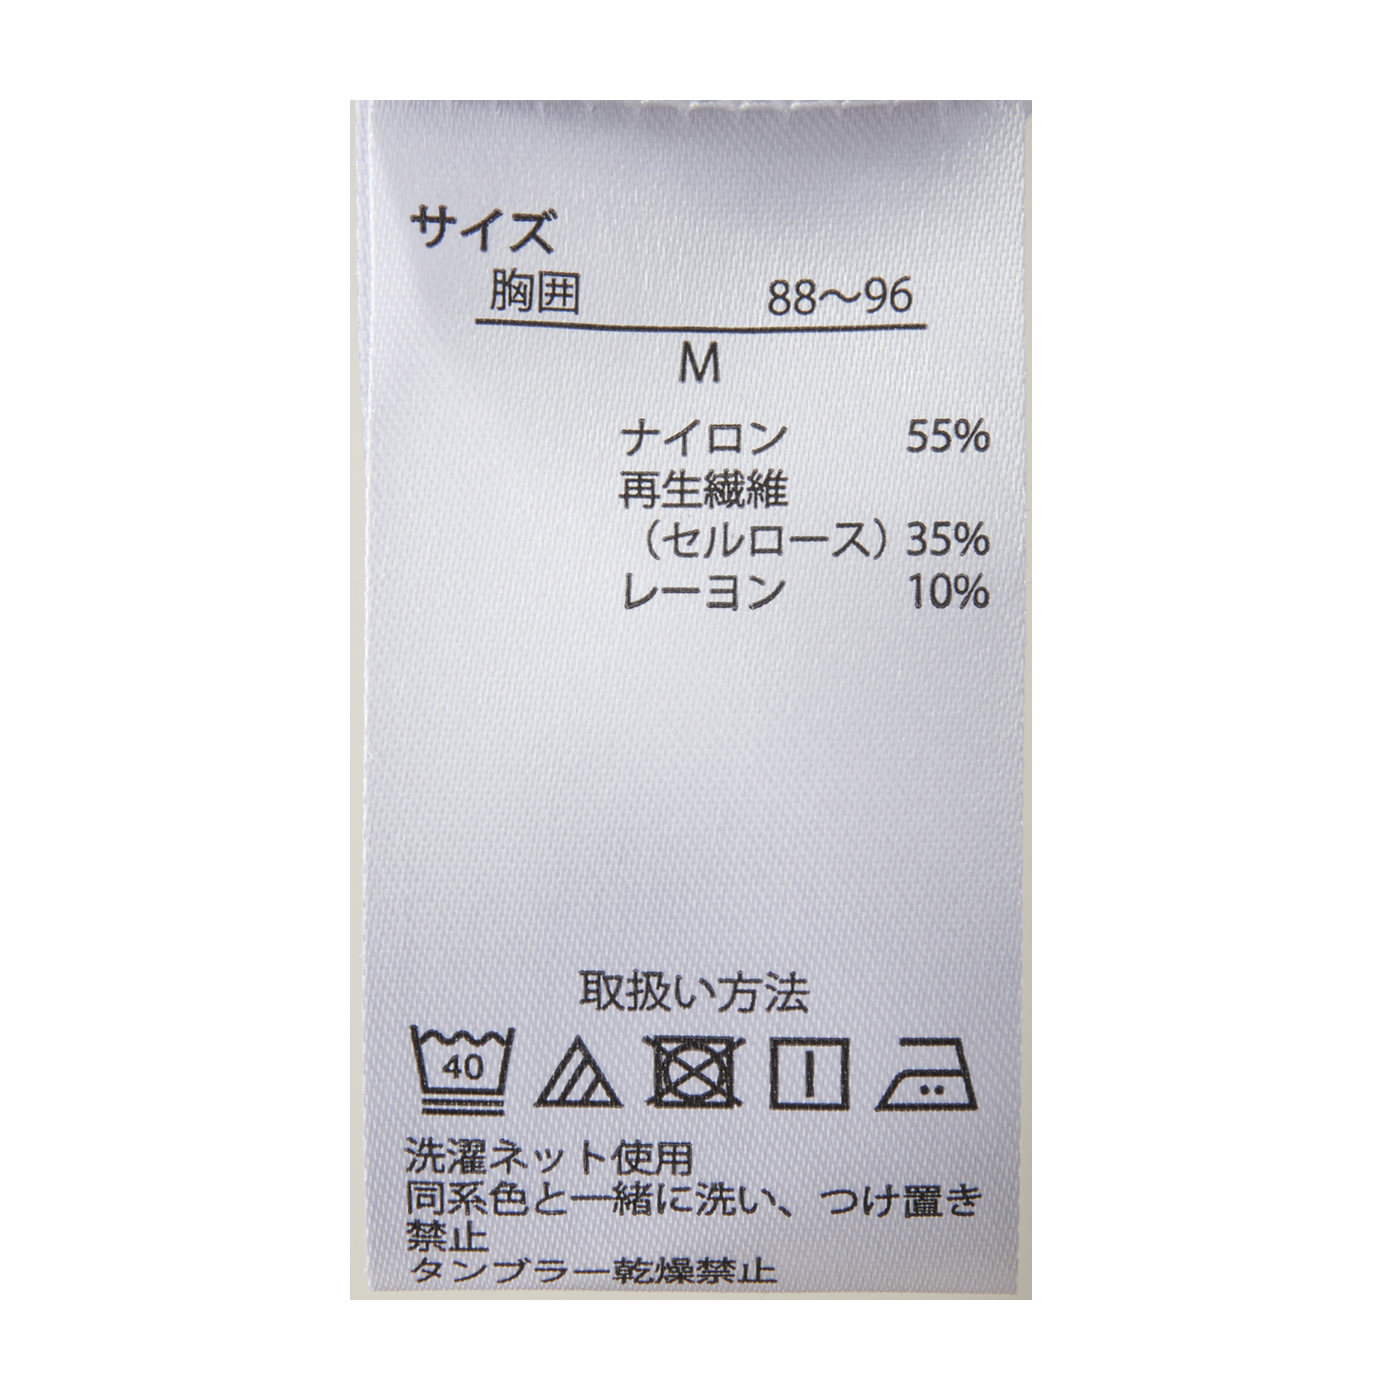 サイズ
胸囲 88〜96
M
ナイロン 55%
再生繊維
（セルロース）35%
レーヨン 10%
取扱い方法
40
洗濯ネット使用
同系色と一緒に洗い、つけ置き
禁止
タンブラー乾燥禁止